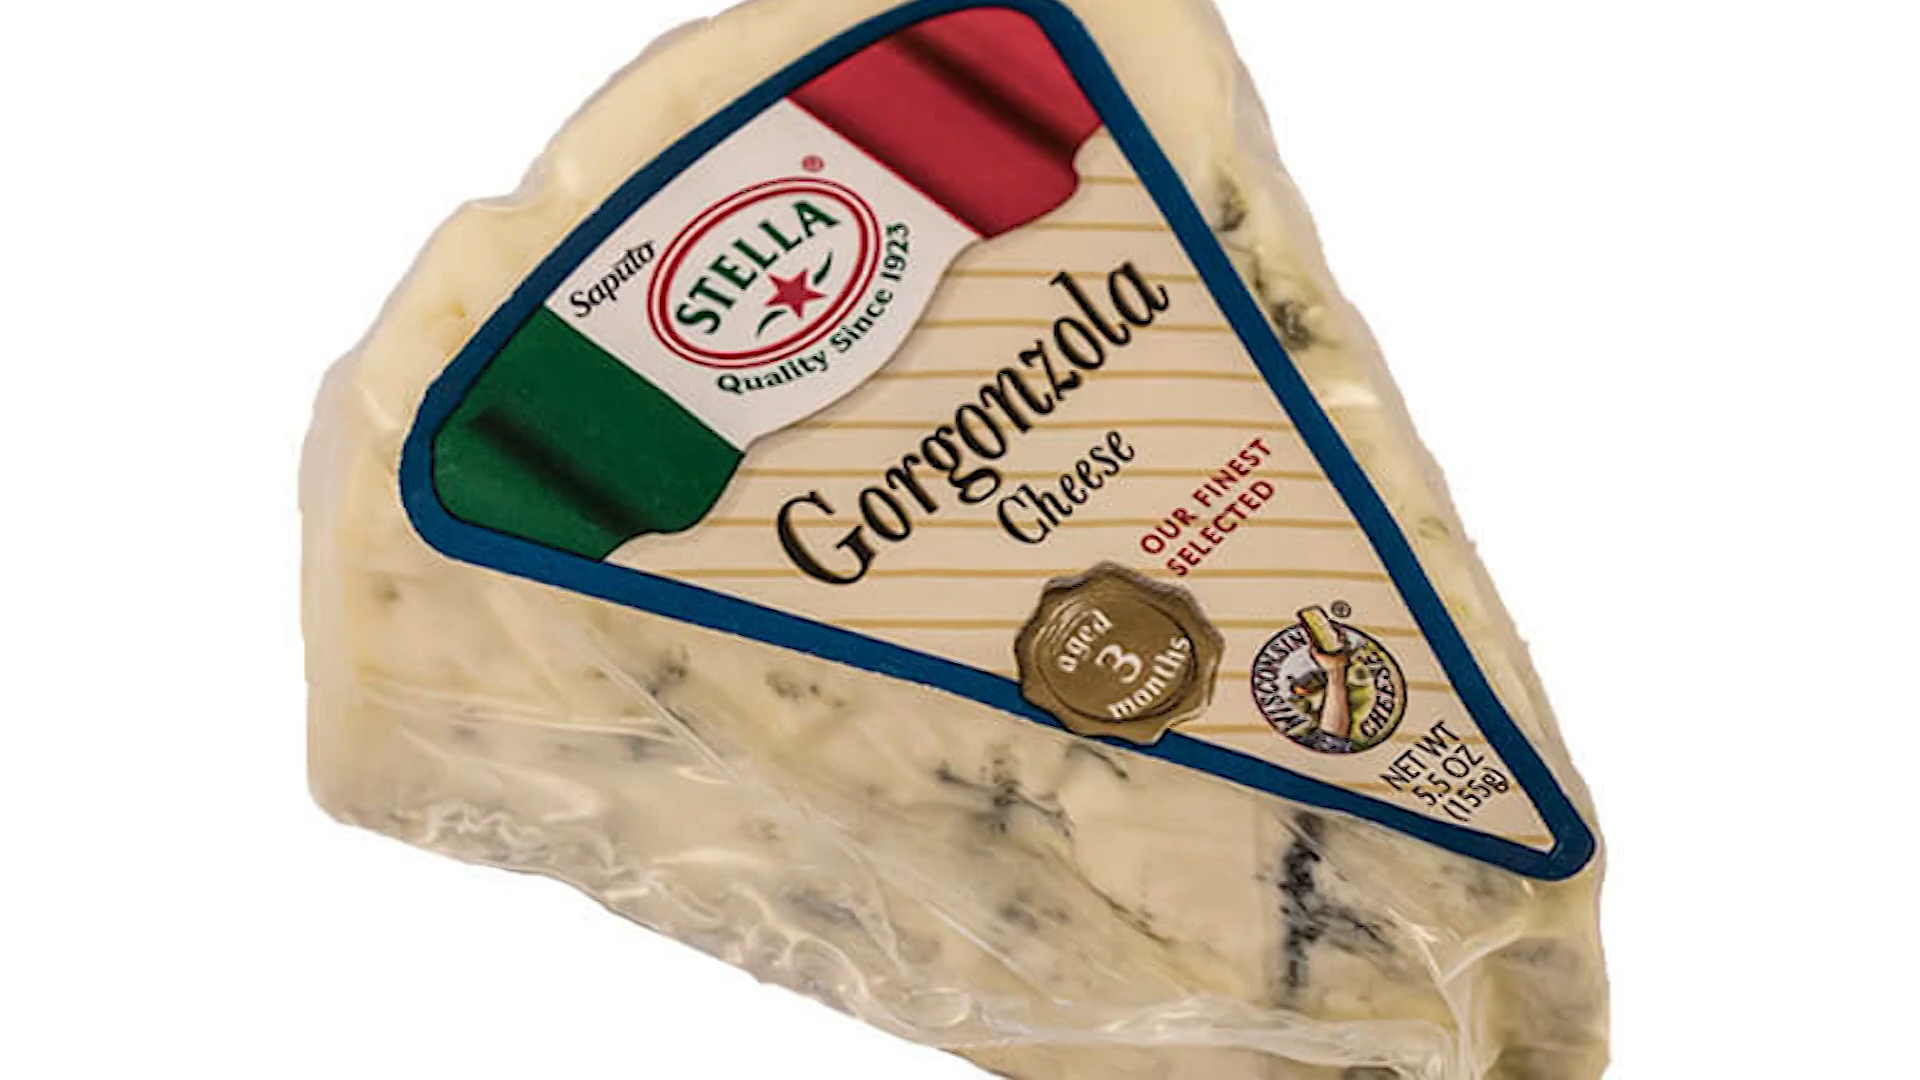 Saputo
STELLA
®
Quality Since 1923
Gorgonzola
Cheese
OUR FINEST
SELECTED
aged
3
months
WISCONSIN CHEESE
®
NET WT
5.5 OZ
(155g)